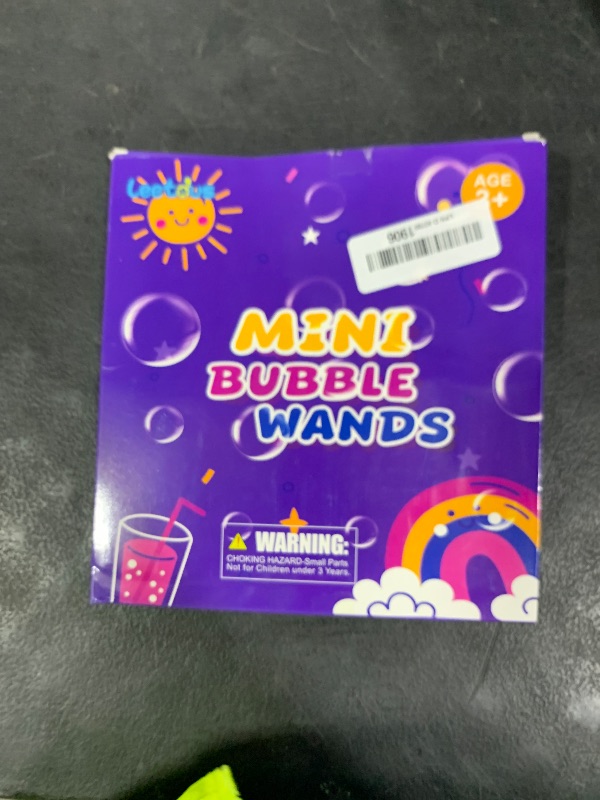 AGE
3+
MINI
BUBBLE
WANDS
WARNING:
CHOKING HAZARD-Small Parts
Not for Children under 3 Years.